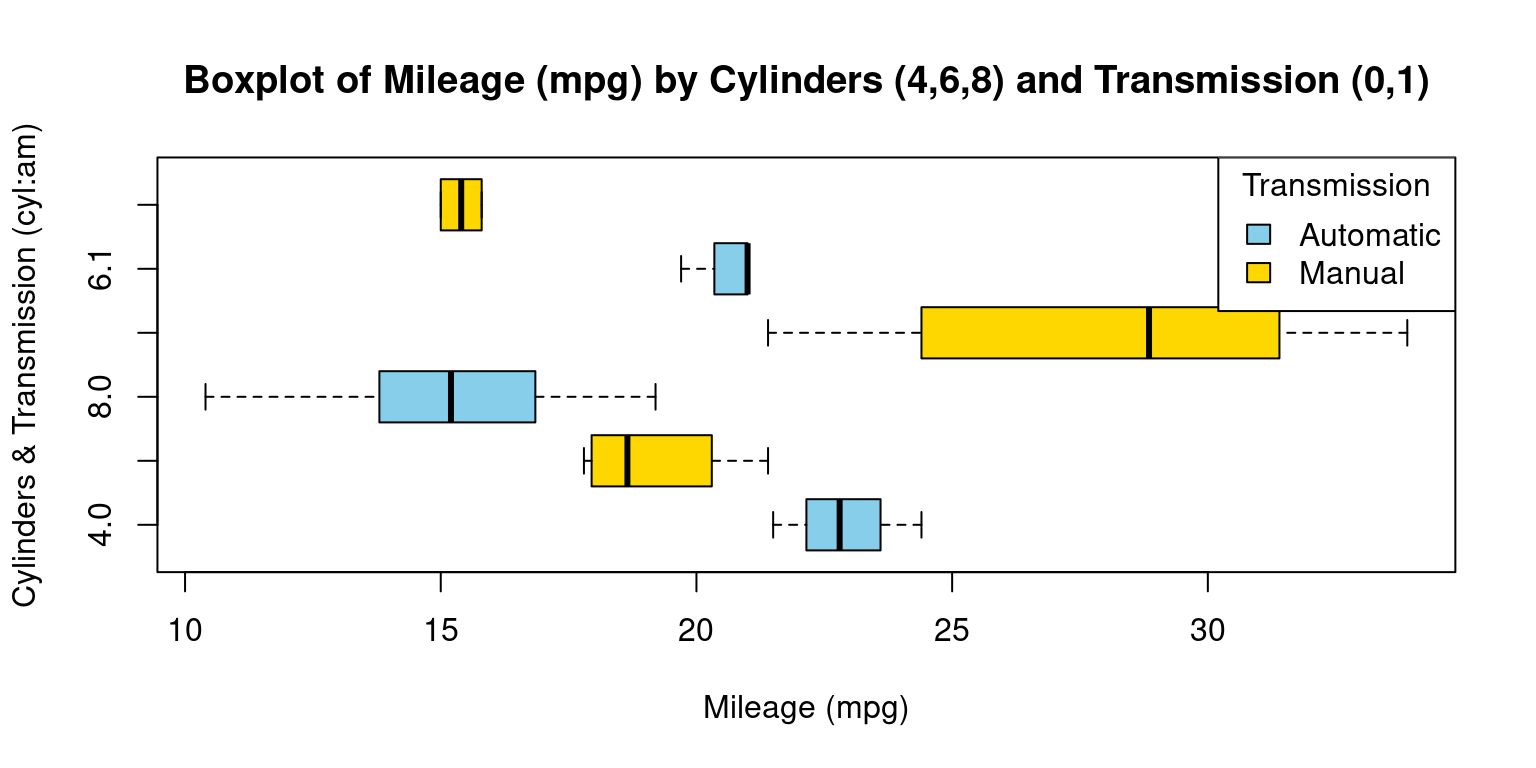 Boxplot of Mileage (mpg) by Cylinders (4,6,8) and Transmission (0,1)
Cylinders & Transmission (cyl:am)
Transmission
Automatic
Manual
6.1
8.0
4.0
10 15 20 25 30
Mileage (mpg)